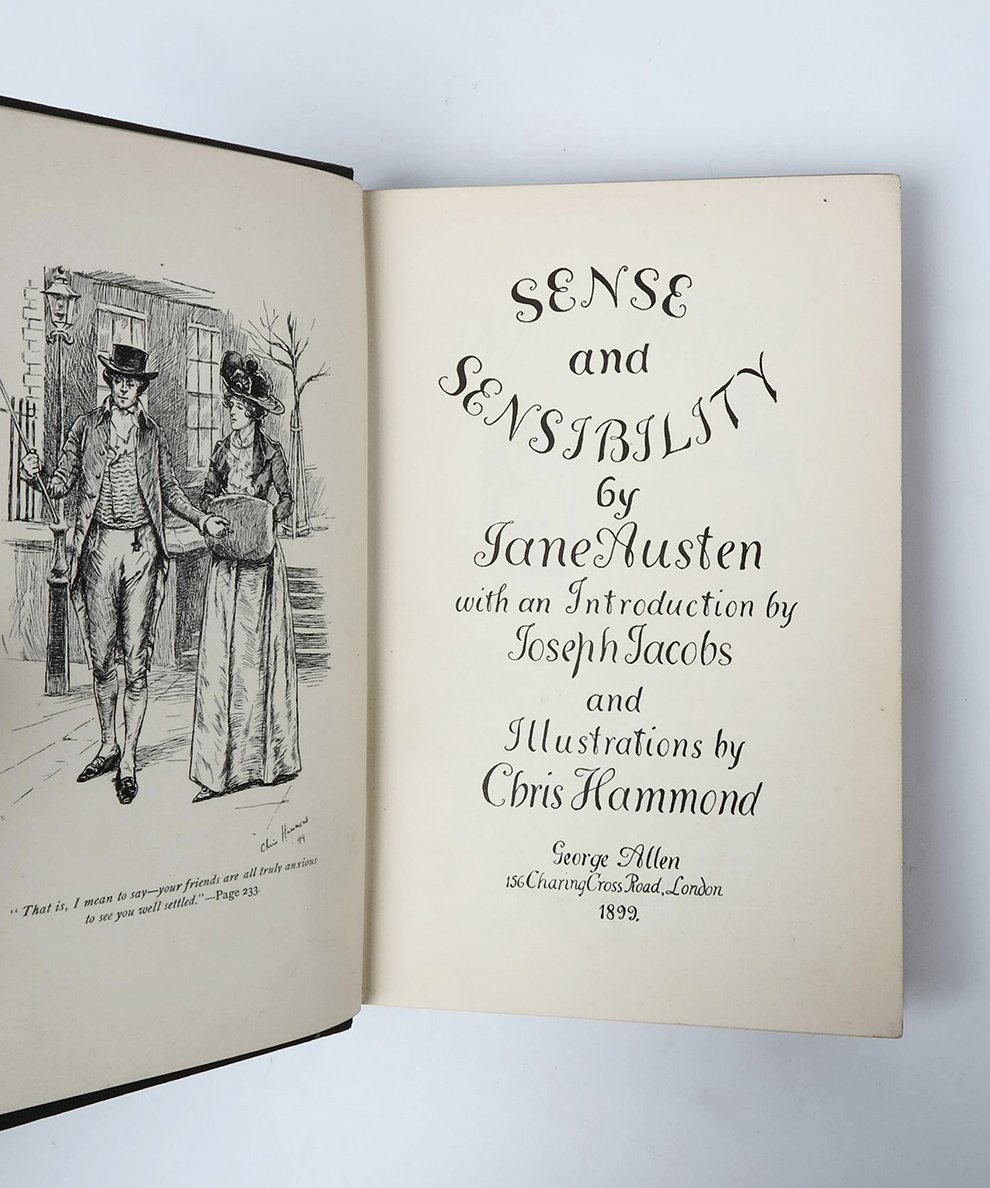 Chris Hammond
"That is, I mean to say—your friends are all truly anxious
to see you well settled."—Page 233.
SENSE
and
SENSIBILITY
by
Jane Austen
with an Introduction by
Joseph Jacobs
and
Illustrations by
Chris Hammond
George Allen
156 Charing Cross Road, London
1899.